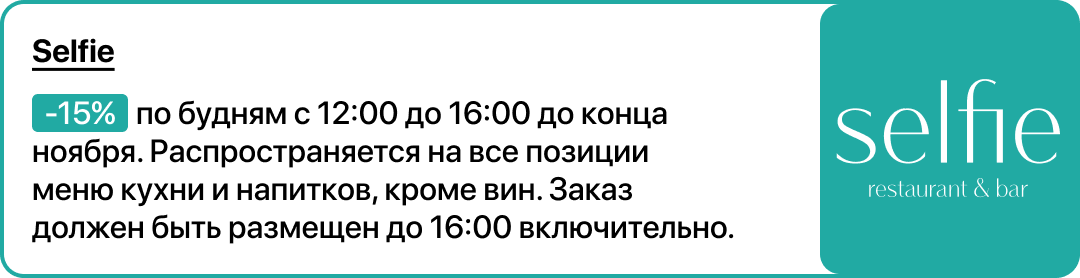 Selfie
-15% по будням с 12:00 до 16:00 до конца
ноября. Распространяется на все позиции
меню кухни и напитков, кроме вин. Заказ
должен быть размещен до 16:00 включительно.
selfie
restaurant & bar